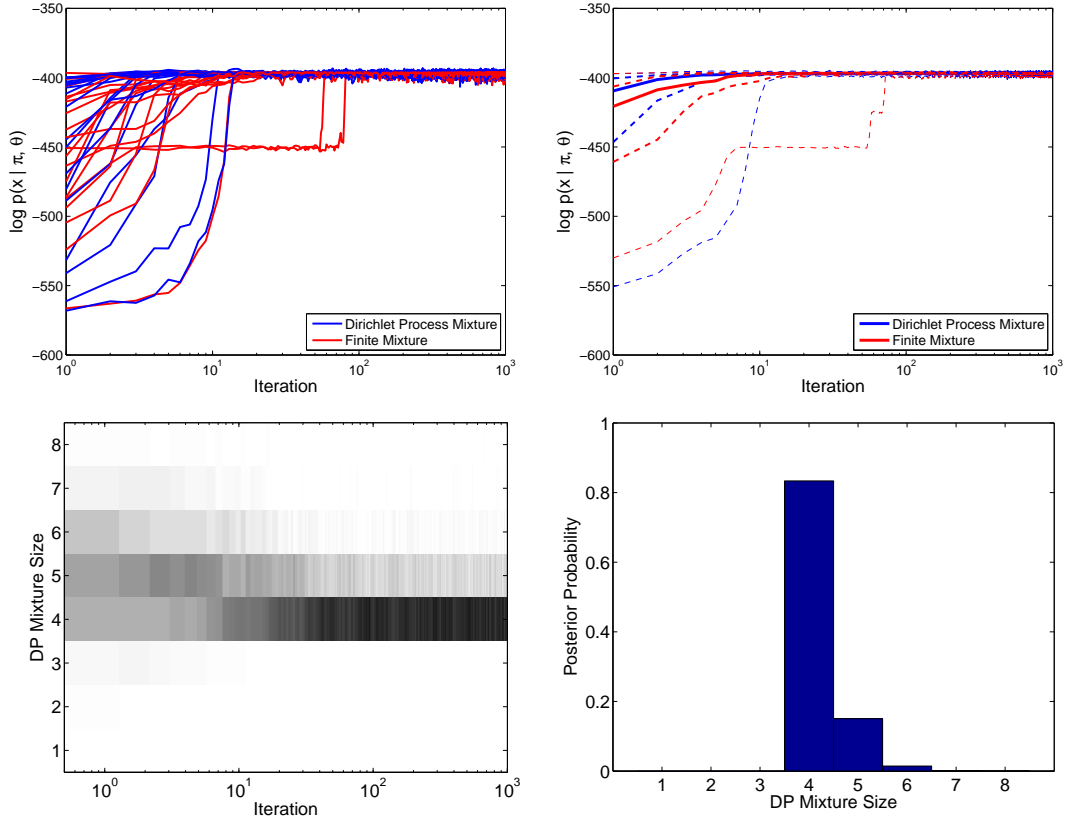 −350
−400
−450
−500
−550
−600
log p(x | π, θ)
10^0
10^1
10^2
10^3
Iteration
Dirichlet Process Mixture
Finite Mixture
−350
−400
−450
−500
−550
−600
log p(x | π, θ)
10^0
10^1
10^2
10^3
Iteration
Dirichlet Process Mixture
Finite Mixture
8
7
6
5
4
3
2
1
DP Mixture Size
10^0
10^1
10^2
10^3
Iteration
1
0.8
0.6
0.4
0.2
0
Posterior Probability
1 2 3 4 5 6 7 8
DP Mixture Size